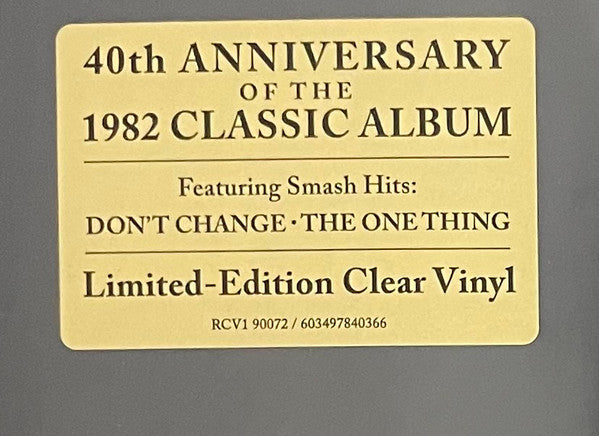 40th ANNIVERSARY
OF THE
1982 CLASSIC ALBUM
Featuring Smash Hits:
DON'T CHANGE · THE ONE THING
Limited-Edition Clear Vinyl
RCV1 90072 / 603497840366